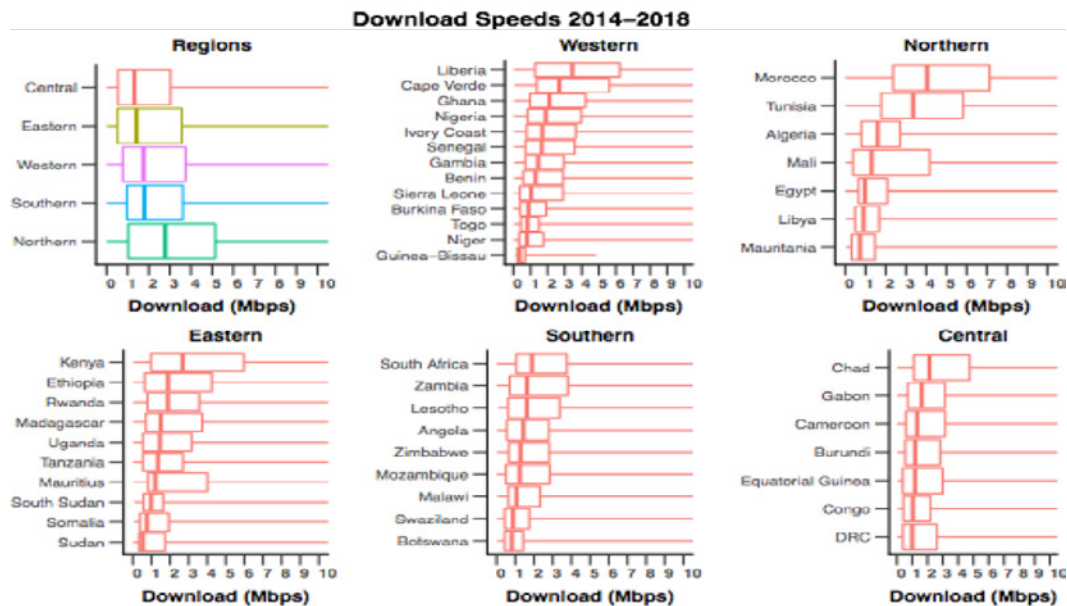 Download Speeds 2014–2018
Regions
Central
Eastern
Western
Southern
Northern
0 1 2 3 4 5 6 7 8 9 10
Download (Mbps)
Western
Liberia
Cape Verde
Ghana
Nigeria
Ivory Coast
Senegal
Gambia
Benin
Sierra Leone
Burkina Faso
Togo
Niger
Guinea–Bissau
0 1 2 3 4 5 6 7 8 9 10
Download (Mbps)
Northern
Morocco
Tunisia
Algeria
Mali
Egypt
Libya
Mauritania
0 1 2 3 4 5 6 7 8 9 10
Download (Mbps)
Eastern
Kenya
Ethiopia
Rwanda
Madagascar
Uganda
Tanzania
Mauritius
South Sudan
Somalia
Sudan
0 1 2 3 4 5 6 7 8 9 10
Download (Mbps)
Southern
South Africa
Zambia
Lesotho
Angola
Zimbabwe
Mozambique
Malawi
Swaziland
Botswana
0 1 2 3 4 5 6 7 8 9 10
Download (Mbps)
Central
Chad
Gabon
Cameroon
Burundi
Equatorial Guinea
Congo
DRC
0 1 2 3 4 5 6 7 8 9 10
Download (Mbps)